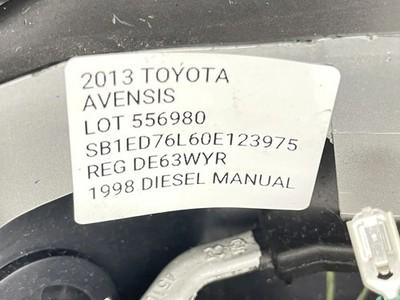 2013 TOYOTA
AVENSIS
LOT 556980
SB1ED76L60E123975
REG DE63WYR
1998 DIESEL MANUAL